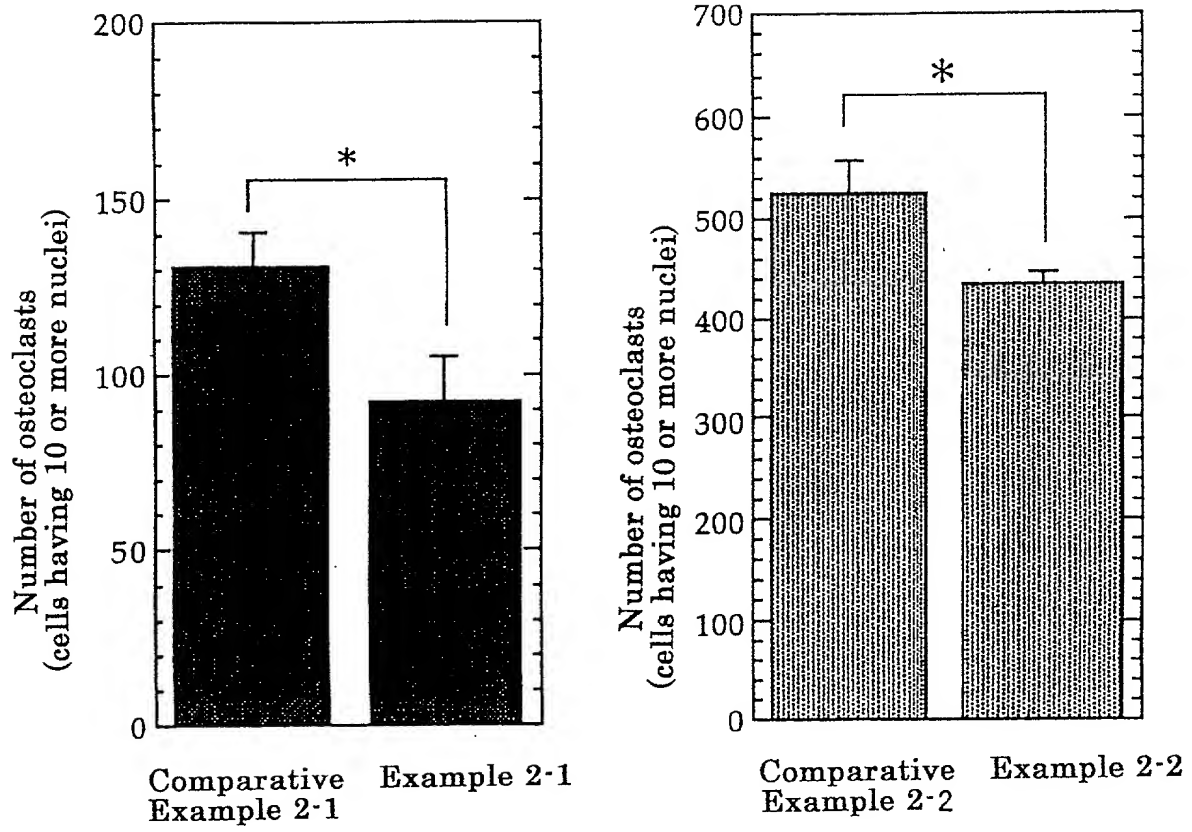 200
150
100
50
0
Number of osteoclasts
(cells having 10 or more nuclei)
*
Comparative
Example 2-1
Example 2-1
700
600
500
400
300
200
100
0
Number of osteoclasts
(cells having 10 or more nuclei)
*
Comparative
Example 2-2
Example 2-2